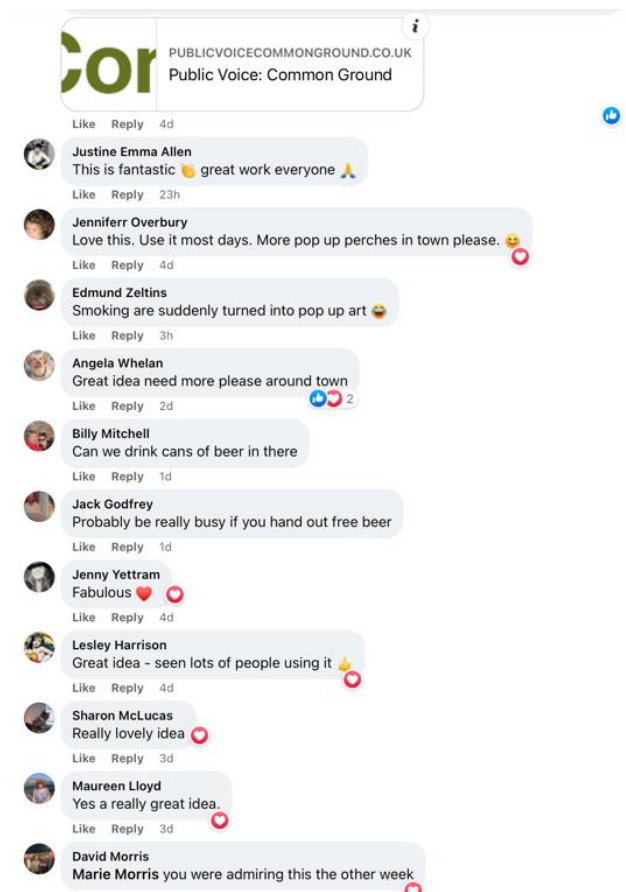 Con
PUBLICVOICECOMMONGROUND.CO.UK
Public Voice: Common Ground
Like Reply 4d
Justine Emma Allen
This is fantastic 👏 great work everyone 🙏
Like Reply 23h
Jenniferr Overbury
Love this. Use it most days. More pop up perches in town please. 😆
Like Reply 4d
Edmund Zeltins
Smoking are suddenly turned into pop up art 😂
Like Reply 3h
Angela Whelan
Great idea need more please around town
2
Like Reply 2d
Billy Mitchell
Can we drink cans of beer in there
Like Reply 1d
Jack Godfrey
Probably be really busy if you hand out free beer
Like Reply 1d
Jenny Yettram
Fabulous ❤️
Like Reply 4d
Lesley Harrison
Great idea - seen lots of people using it 👍
Like Reply 4d
Sharon McLucas
Really lovely idea
Like Reply 3d
Maureen Lloyd
Yes a really great idea.
Like Reply 3d
David Morris
Marie Morris you were admiring this the other week